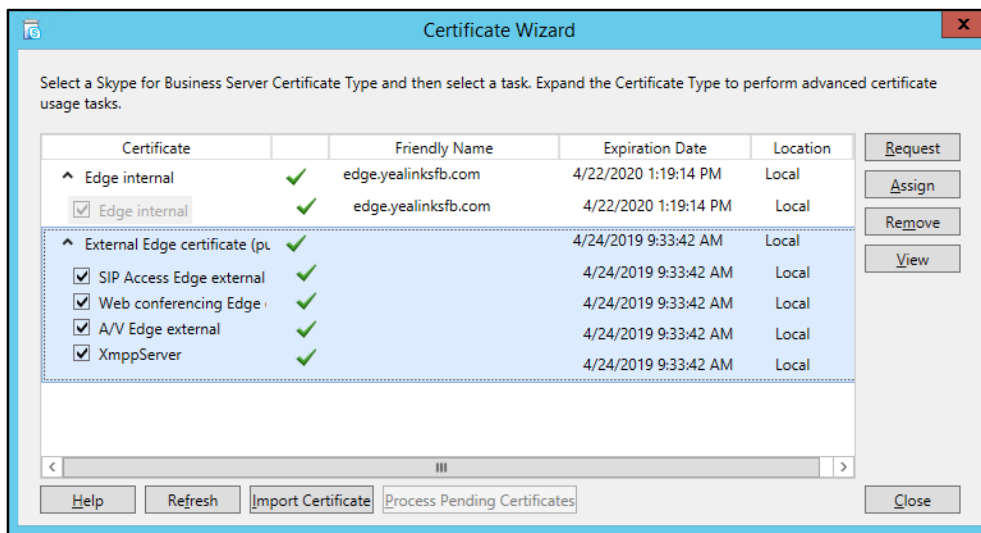 Certificate Wizard
x
Select a Skype for Business Server Certificate Type and then select a task. Expand the Certificate Type to perform advanced certificate
usage tasks.
Certificate Friendly Name Expiration Date Location
Edge internal edge.yealinksfb.com 4/22/2020 1:19:14 PM Local
Edge internal edge.yealinksfb.com 4/22/2020 1:19:14 PM Local
External Edge certificate (pu 4/24/2019 9:33:42 AM Local
SIP Access Edge external 4/24/2019 9:33:42 AM Local
Web conferencing Edge 4/24/2019 9:33:42 AM Local
A/V Edge external 4/24/2019 9:33:42 AM Local
XmppServer 4/24/2019 9:33:42 AM Local
Request
Assign
Remove
View
Help Refresh Import Certificate Process Pending Certificates Close